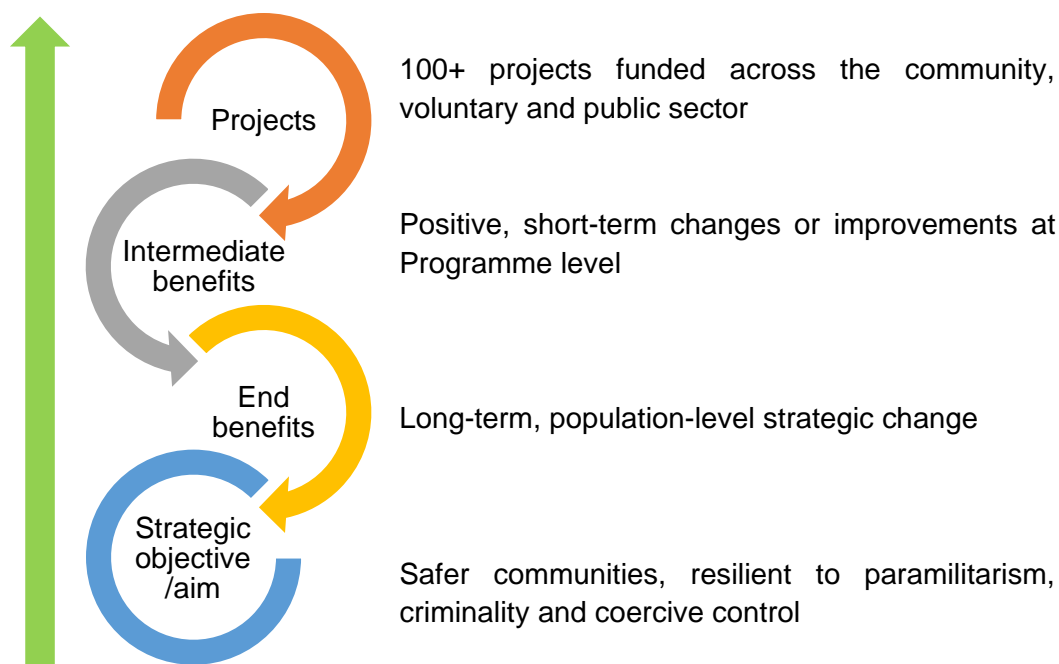 Projects
100+ projects funded across the community,
voluntary and public sector
Intermediate
benefits
Positive, short-term changes or improvements at
Programme level
End
benefits
Long-term, population-level strategic change
Strategic
objective
/aim
Safer communities, resilient to paramilitarism,
criminality and coercive control